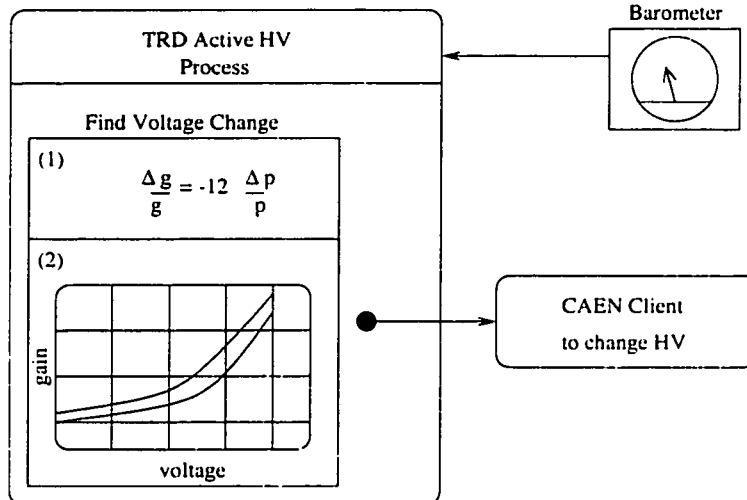 TRD Active HV
Process
Barometer
Find Voltage Change
(1)
Δg/g = -12 Δp/p
(2)
gain
voltage
CAEN Client
to change HV